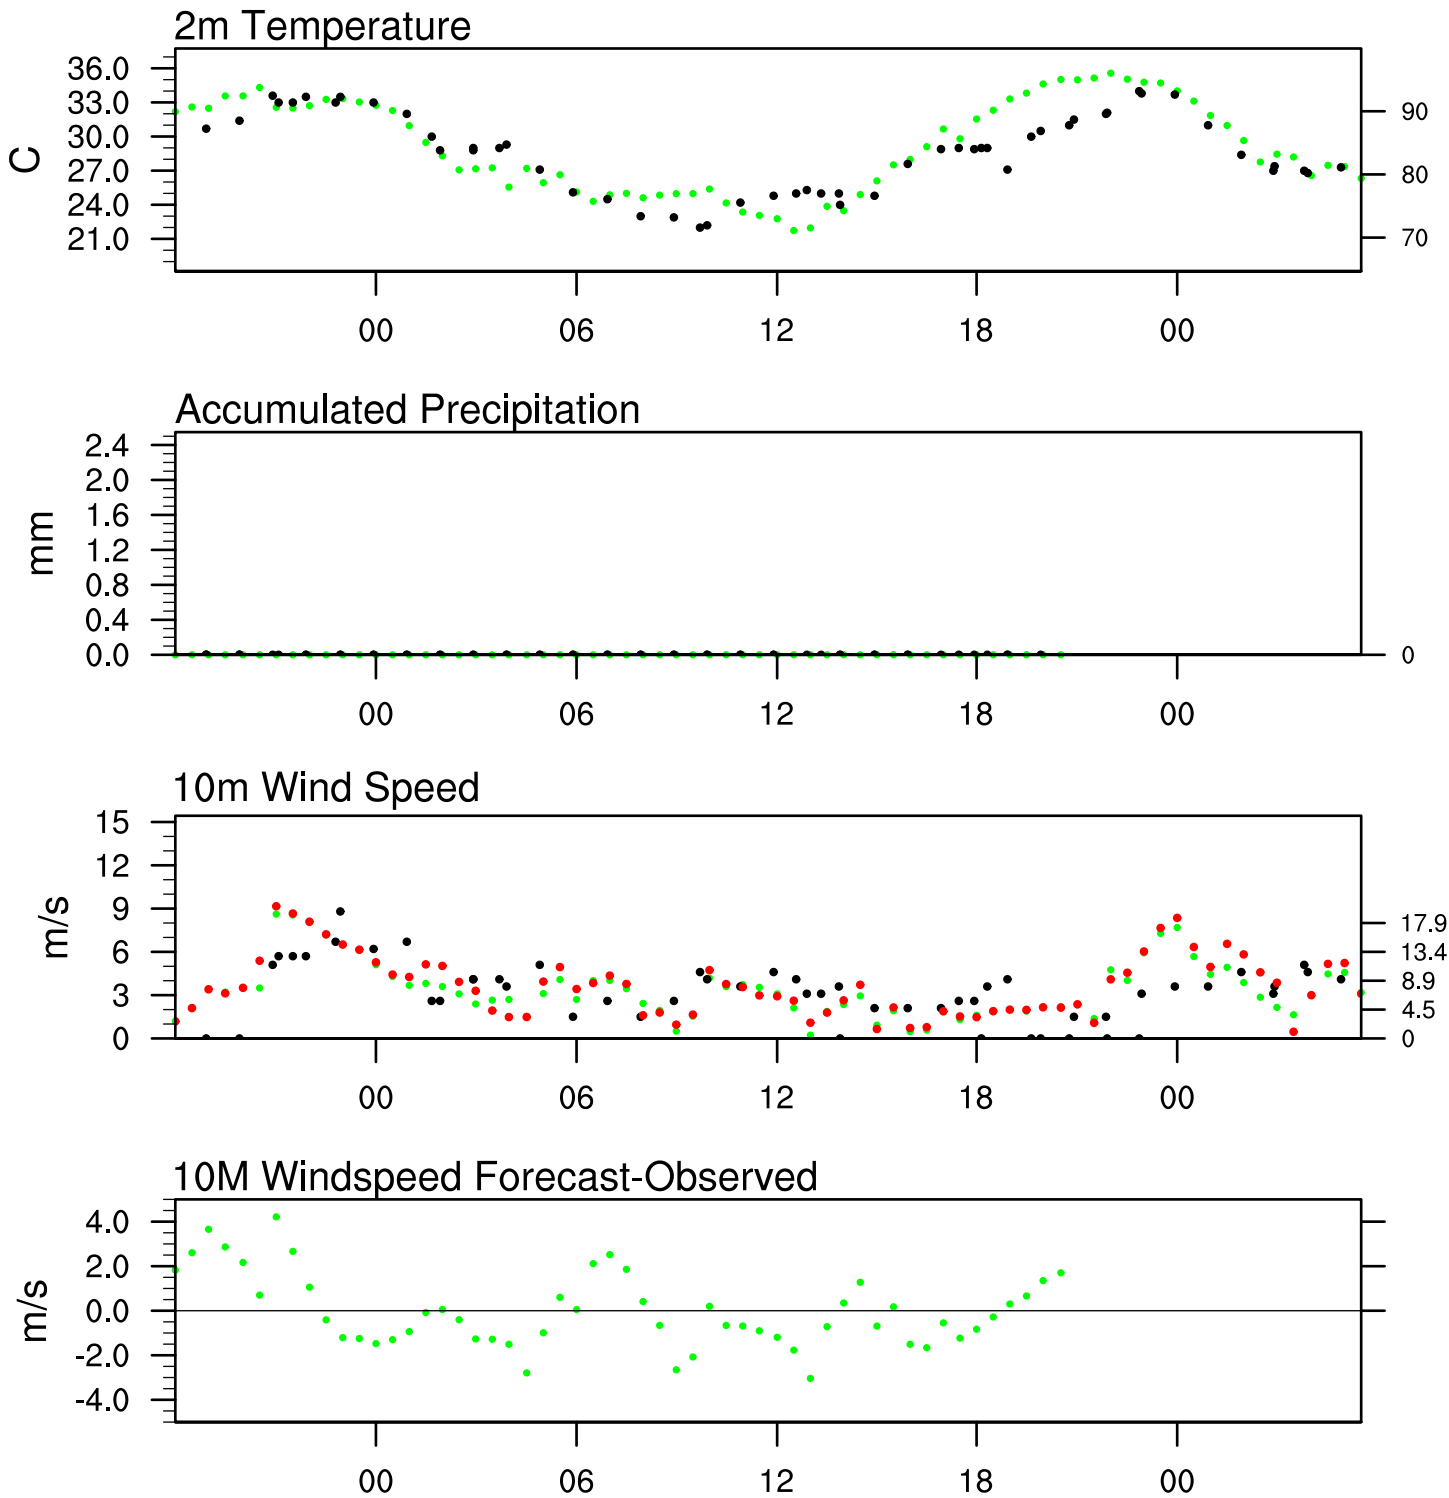 2m Temperature
36.0
33.0
30.0
27.0
24.0
21.0
C
90
80
70
00 06 12 18 00
Accumulated Precipitation
2.4
2.0
1.6
1.2
0.8
0.4
0.0
mm
0
00 06 12 18 00
10m Wind Speed
15
12
9
6
3
0
m/s
17.9
13.4
8.9
4.5
0
00 06 12 18 00
10M Windspeed Forecast-Observed
4.0
2.0
0.0
-2.0
-4.0
m/s
00 06 12 18 00